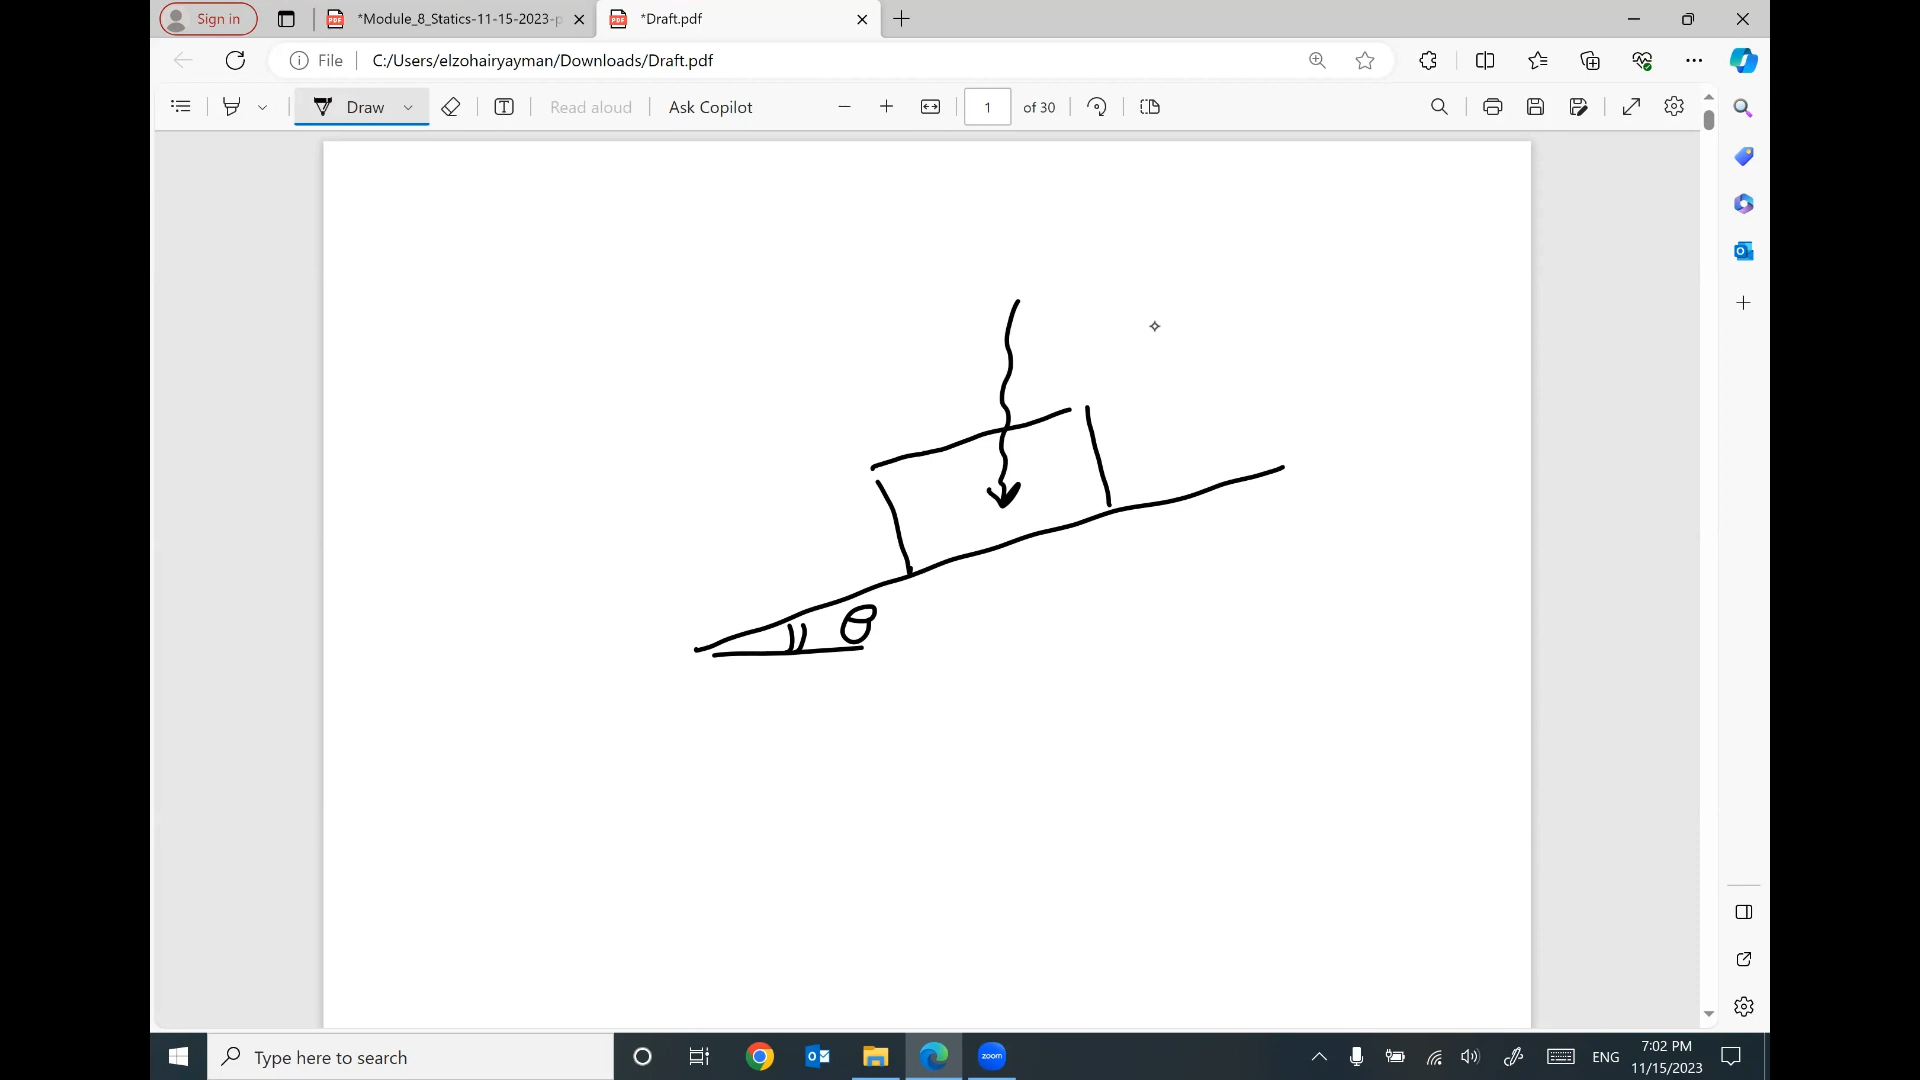 Sign in
*Module_8_Statics-11-15-2023-p
*Draft.pdf
File
C:/Users/elzohairyayman/Downloads/Draft.pdf
Draw
Read aloud
Ask Copilot
1
of 30
θ
Type here to search
zoom
ENG
7:02 PM
11/15/2023